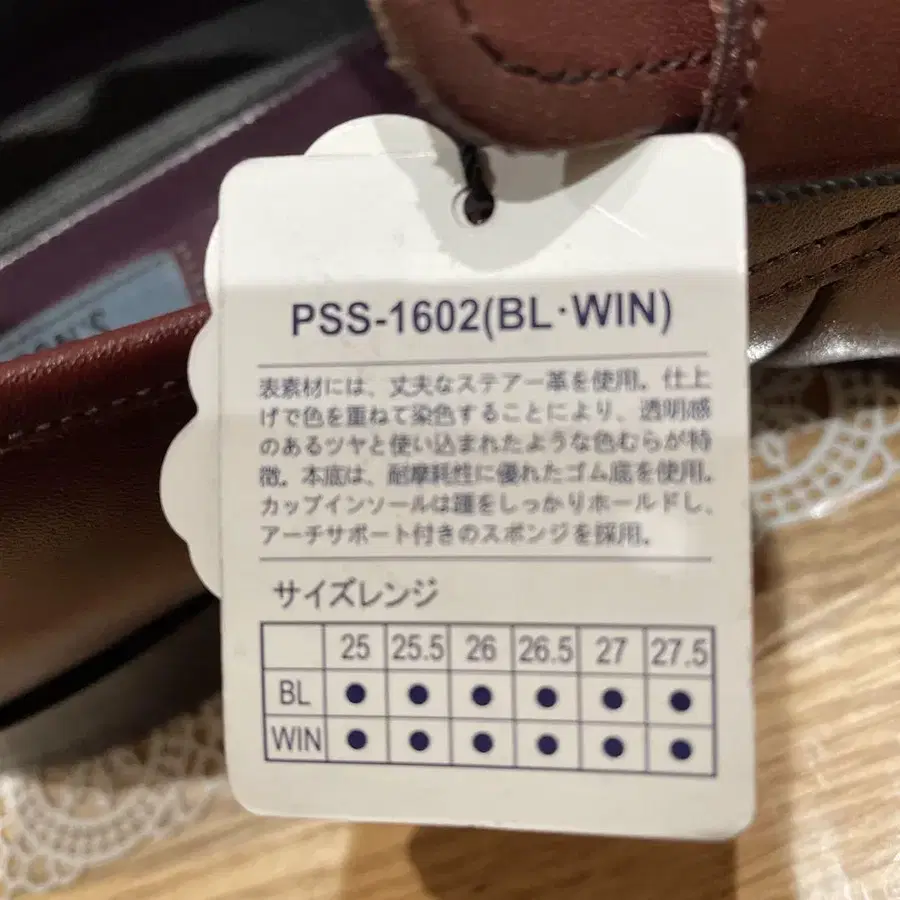 PSS-1602(BL·WIN)
表素材には、丈夫なステアー革を使用。仕上
げで色を重ねて染色することにより、透明感
のあるツヤと使い込まれたような色むらが特
徴。本底は、耐摩耗性に優れたゴム底を使用。
カップインソールは踵をしっかりホールドし、
アーチサポート付きのスポンジを採用。
サイズレンジ
25 25.5 26 26.5 27 27.5
BL ● ● ● ● ● ●
WIN ● ● ● ● ● ●